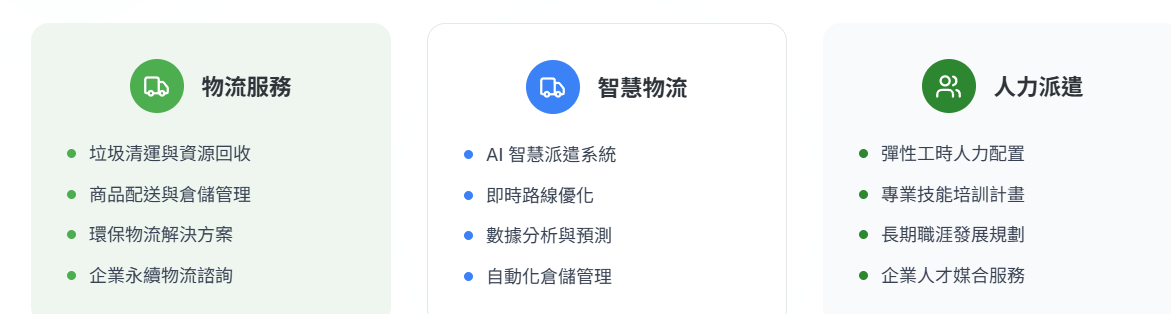 物流服務
垃圾清運與資源回收
商品配送與倉儲管理
環保物流解決方案
企業永續物流諮詢
智慧物流
AI 智慧派遣系統
即時路線優化
數據分析與預測
自動化倉儲管理
人力派遣
彈性工時人力配置
專業技能培訓計畫
長期職涯發展規劃
企業人才媒合服務